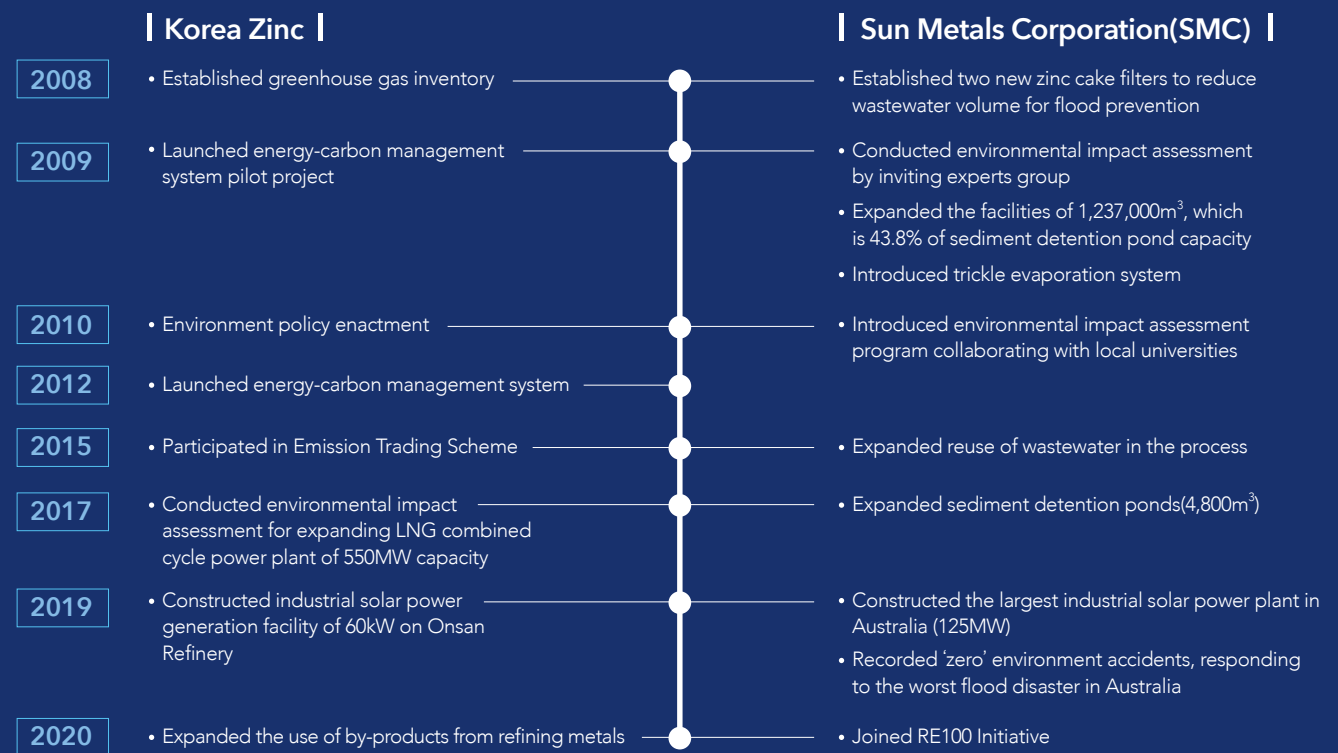 Korea Zinc
Sun Metals Corporation(SMC)
2008
• Established greenhouse gas inventory
• Established two new zinc cake filters to reduce
wastewater volume for flood prevention
2009
• Launched energy-carbon management
system pilot project
• Conducted environmental impact assessment
by inviting experts group
• Expanded the facilities of 1,237,000m³, which
is 43.8% of sediment detention pond capacity
• Introduced trickle evaporation system
2010
• Environment policy enactment
• Introduced environmental impact assessment
program collaborating with local universities
2012
• Launched energy-carbon management system
2015
• Participated in Emission Trading Scheme
• Expanded reuse of wastewater in the process
2017
• Conducted environmental impact
assessment for expanding LNG combined
cycle power plant of 550MW capacity
• Expanded sediment detention ponds(4,800m³)
2019
• Constructed industrial solar power
generation facility of 60kW on Onsan
Refinery
• Constructed the largest industrial solar power plant in
Australia (125MW)
• Recorded ‘zero’ environment accidents, responding
to the worst flood disaster in Australia
2020
• Expanded the use of by-products from refining metals
• Joined RE100 Initiative